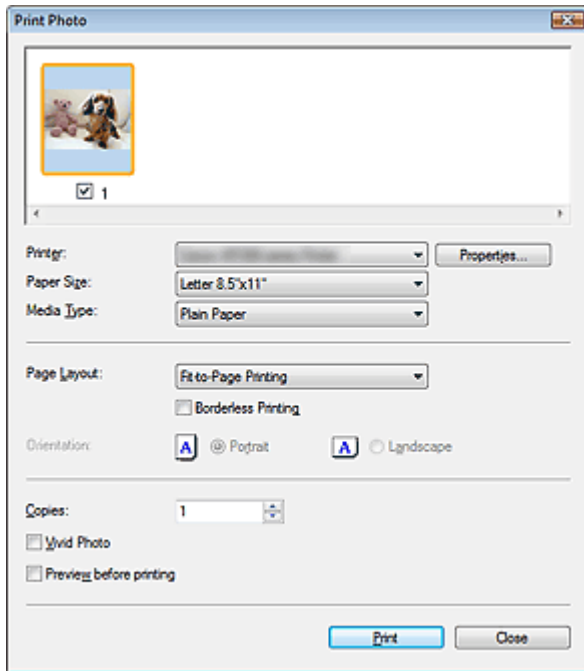 Print Photo
1
Printer: Properties...
Paper Size: Letter 8.5"x11"
Media Type: Plain Paper
Page Layout: Fit-to-Page Printing
Borderless Printing
Orientation: A Portrait A Landscape
Copies: 1
Vivid Photo
Preview before printing
Print Close